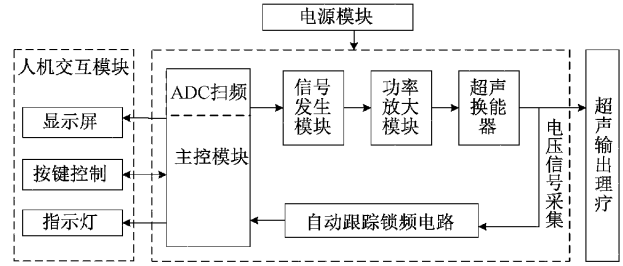 电源模块
人机交互模块
显示屏
按键控制
指示灯
ADC扫频
主控模块
信号
发生
模块
功率
放大
模块
超声
换能
器
电压信号采集
自动跟踪锁频电路
超声输出理疗